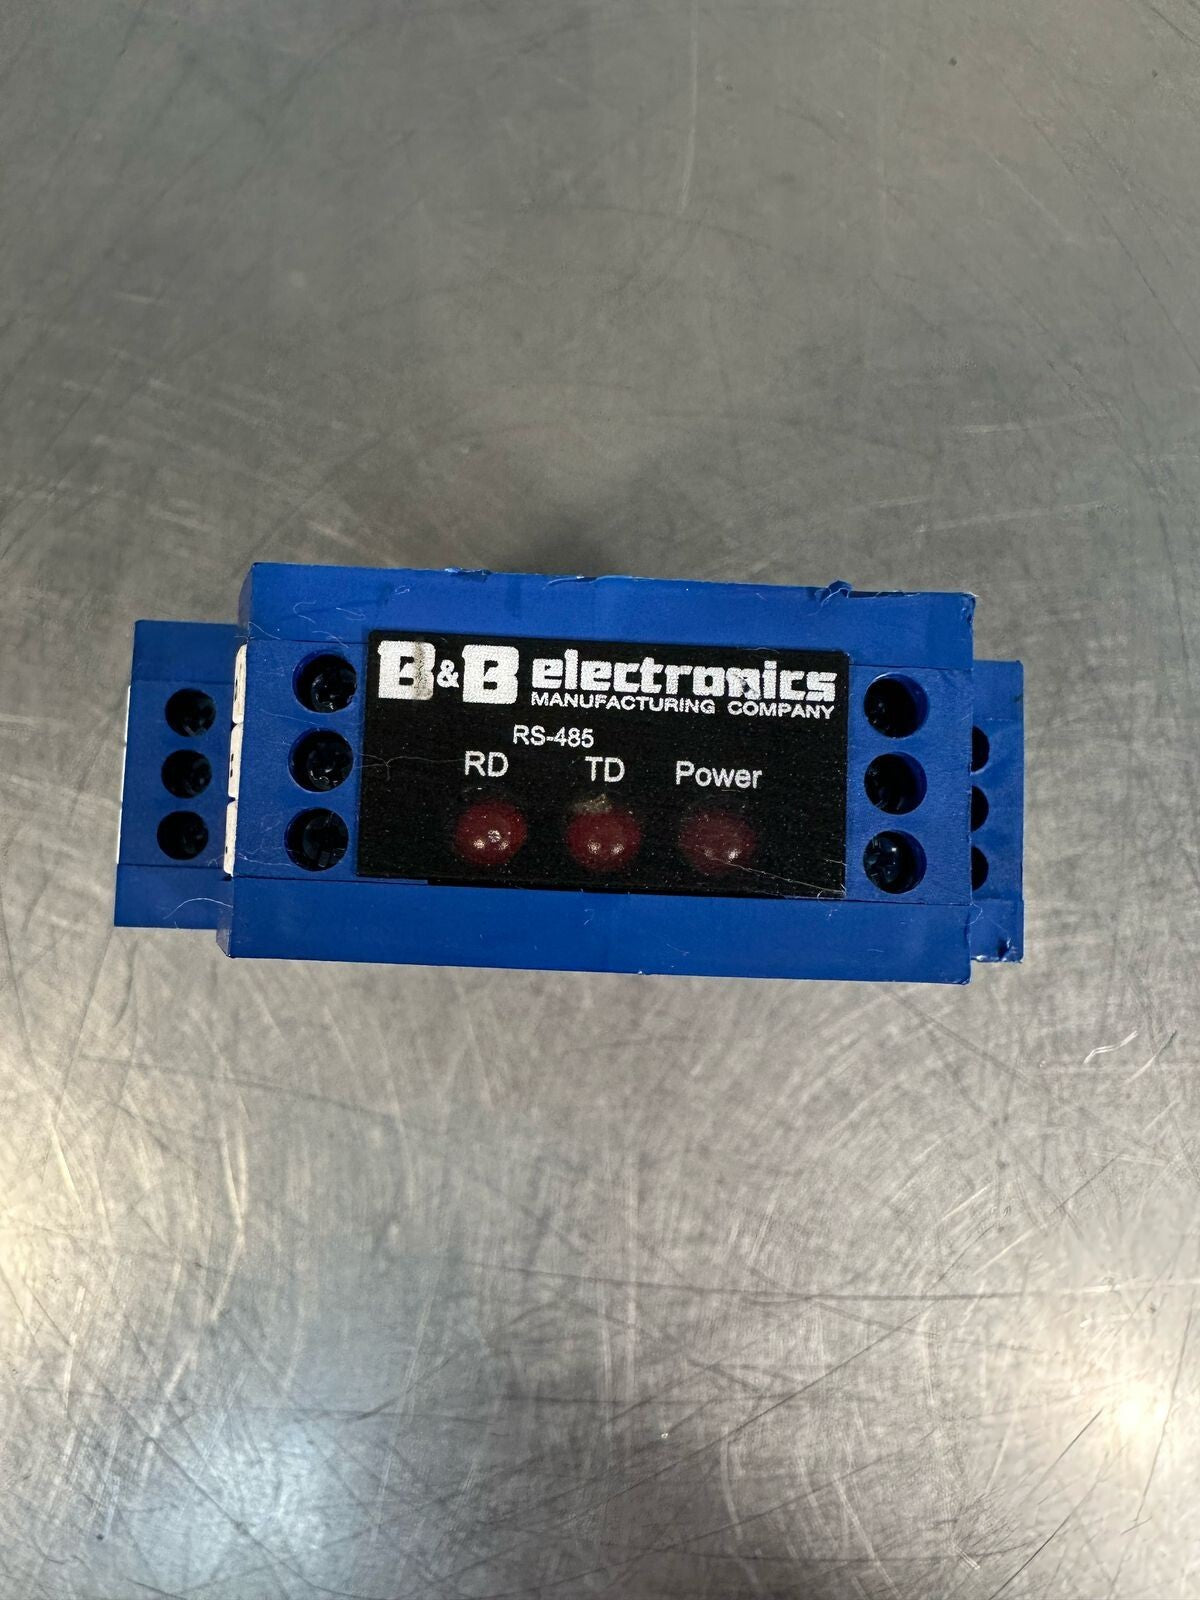 B&B electronics
MANUFACTURING COMPANY
RS-485
RD TD Power